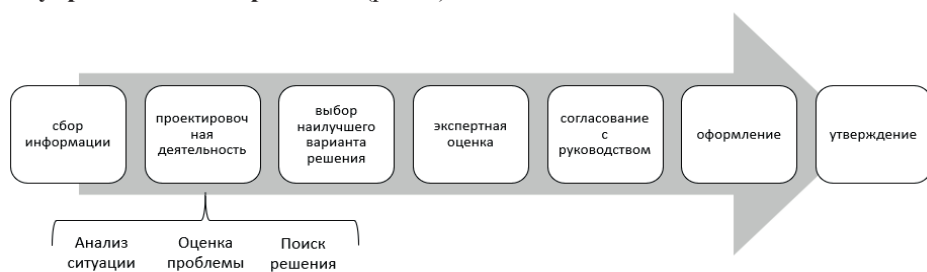 сбор
информации
проектировоч
ная
деятельность
выбор
наилучшего
варианта
решения
экспертная
оценка
согласование
с
руководством
оформление
утверждение
Анализ
ситуации
Оценка
проблемы
Поиск
решения